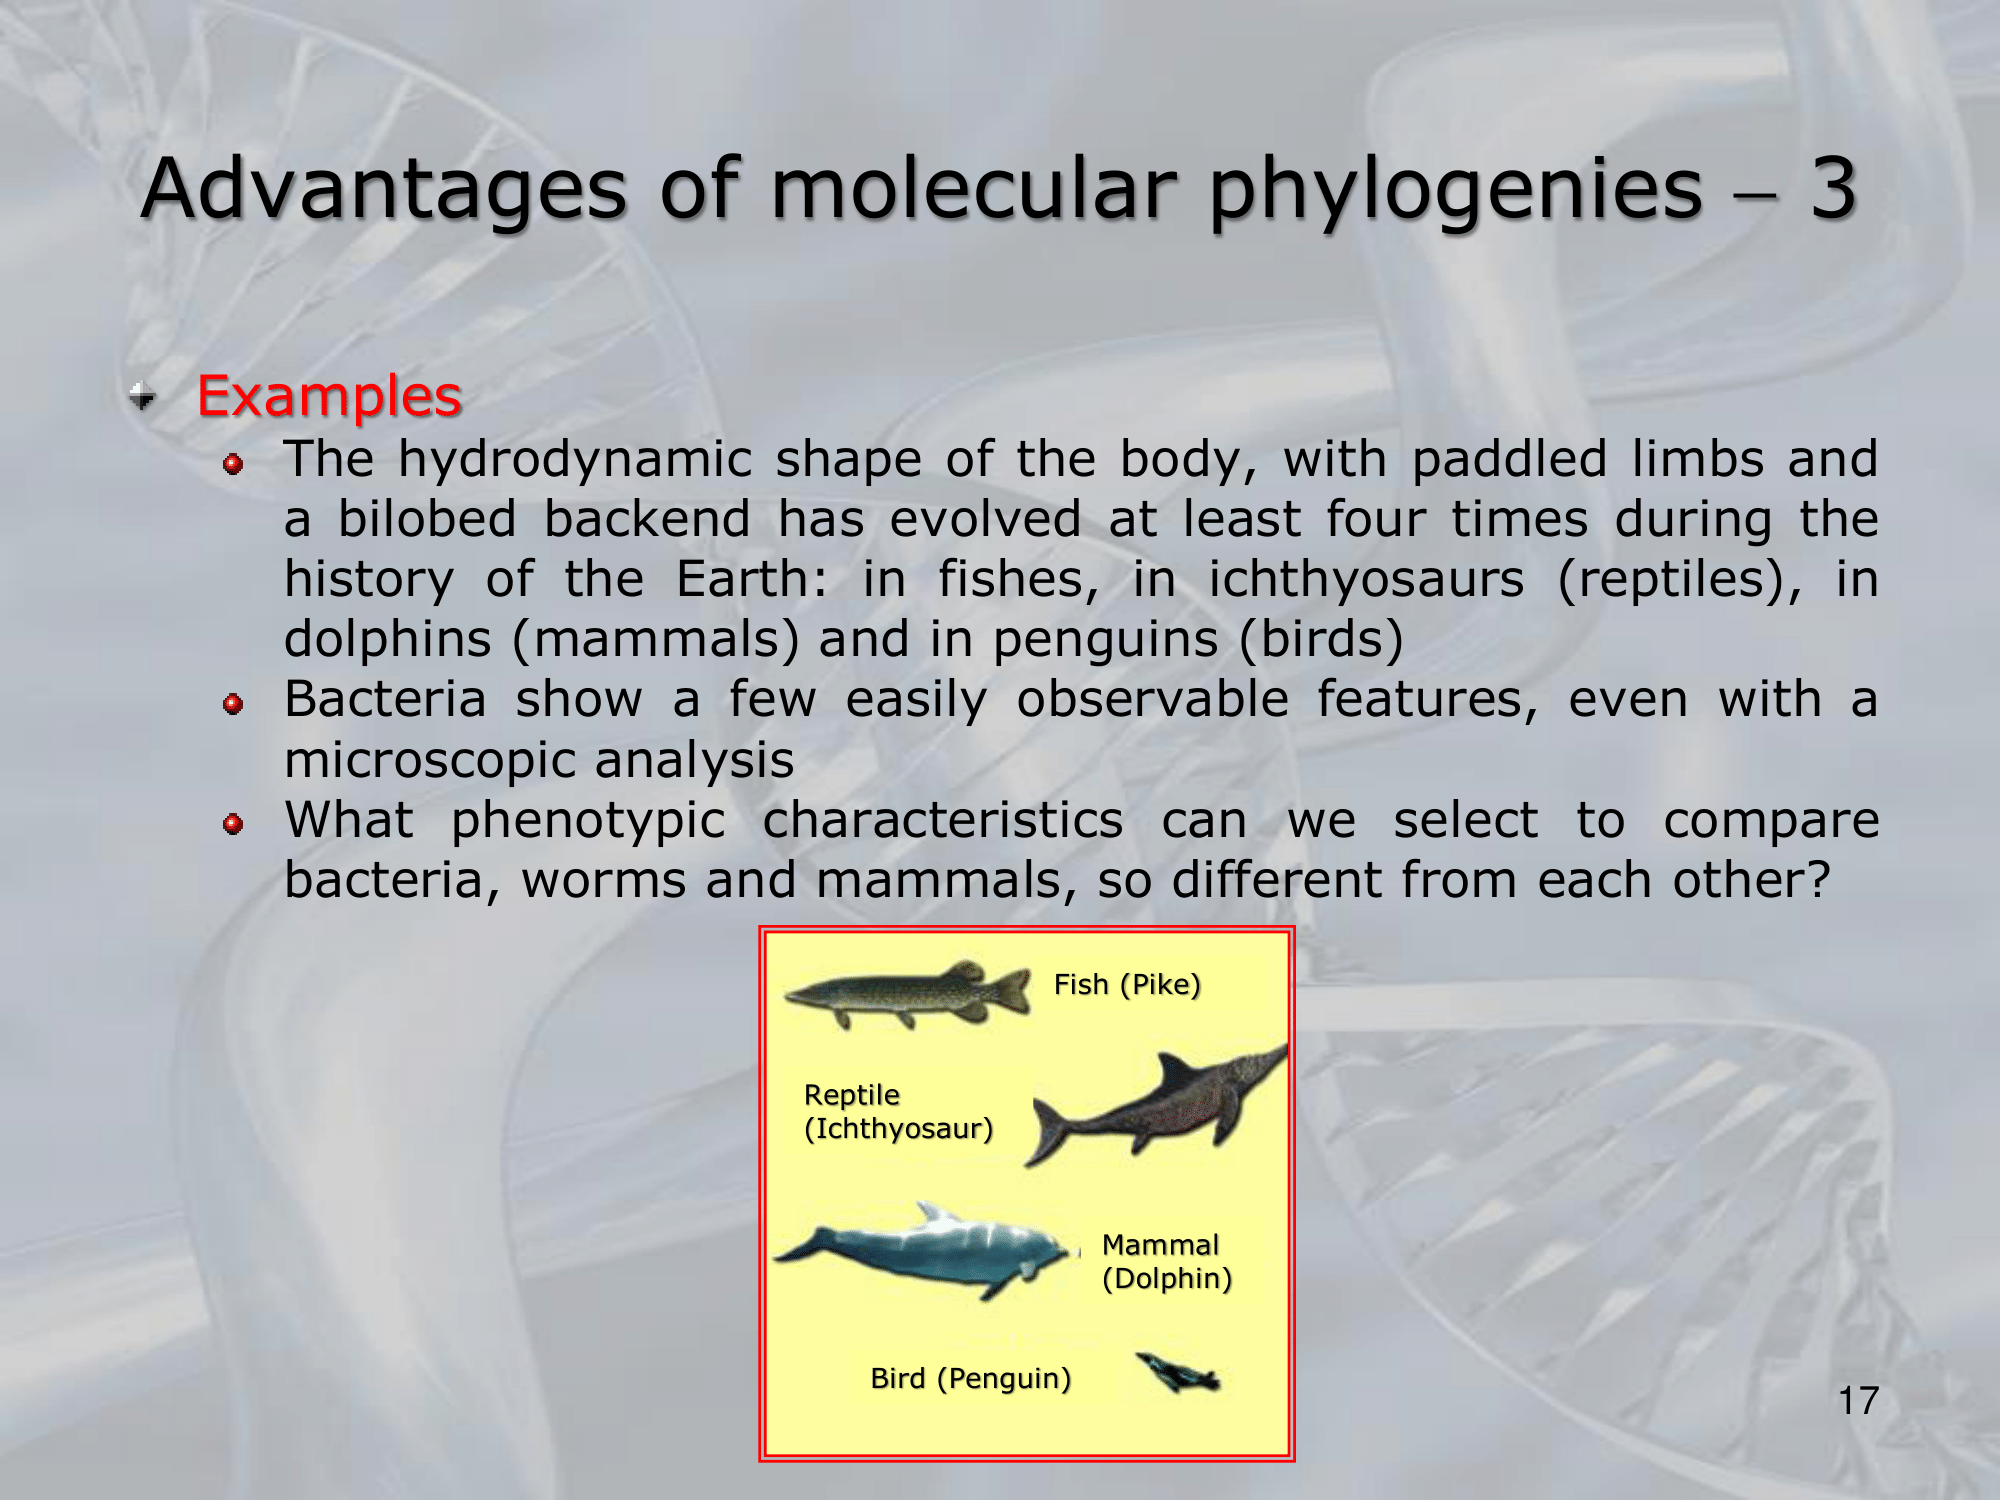 Advantages of molecular phylogenies – 3
Examples
The hydrodynamic shape of the body, with paddled limbs and
a bilobed backend has evolved at least four times during the
history of the Earth: in fishes, in ichthyosaurs (reptiles), in
dolphins (mammals) and in penguins (birds)
Bacteria show a few easily observable features, even with a
microscopic analysis
What phenotypic characteristics can we select to compare
bacteria, worms and mammals, so different from each other?
Fish (Pike)
Reptile
(Ichthyosaur)
Mammal
(Dolphin)
Bird (Penguin)
17